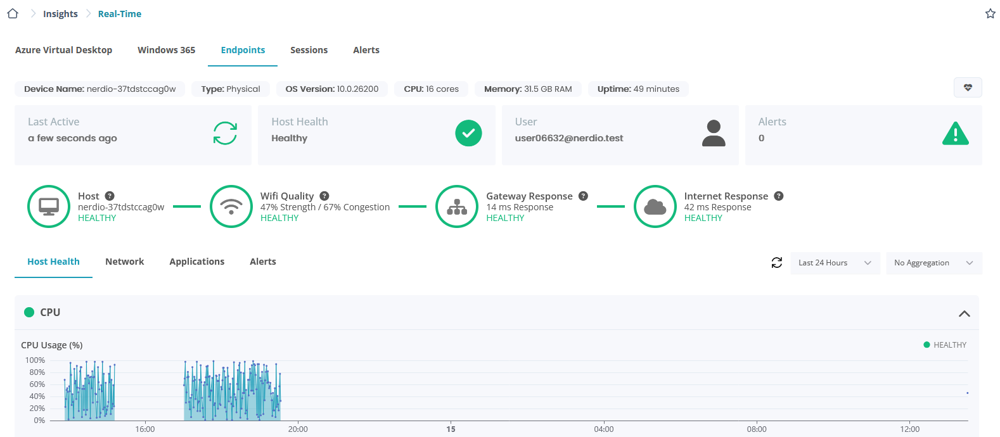 Insights Real-Time
Azure Virtual Desktop Windows 365 Endpoints Sessions Alerts
Device Name: nerdio-37tdstccag0w Type: Physical OS Version: 10.0.26200 CPU: 16 cores Memory: 31.5 GB RAM Uptime: 49 minutes
Last Active
a few seconds ago
Host Health
Healthy
User
user06632@nerdio.test
Alerts
0
Host
nerdio-37tdstccag0w
HEALTHY
Wifi Quality
47% Strength / 67% Congestion
HEALTHY
Gateway Response
14 ms Response
HEALTHY
Internet Response
42 ms Response
HEALTHY
Host Health Network Applications Alerts
Last 24 Hours No Aggregation
CPU
CPU Usage (%)
HEALTHY
100%
80%
60%
40%
20%
0%
16:00 20:00 15 04:00 08:00 12:00